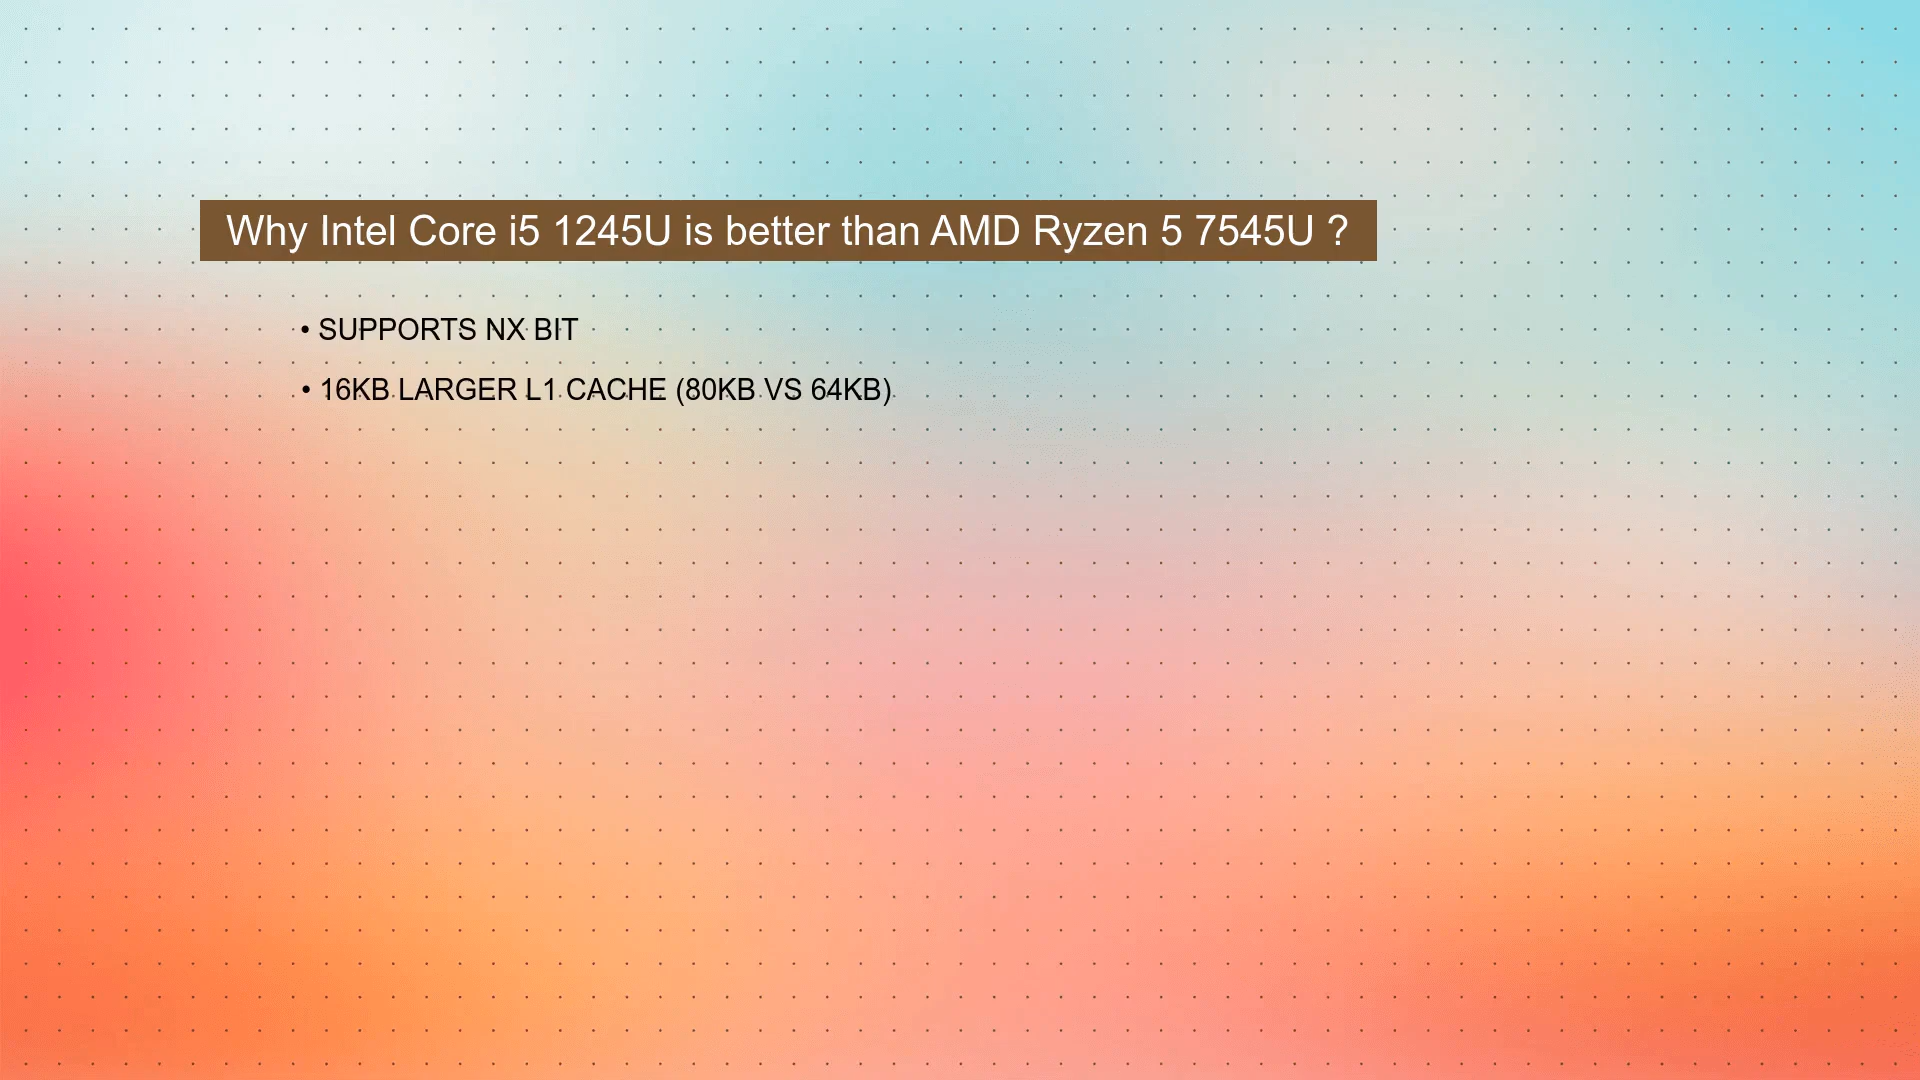 Why Intel Core i5 1245U is better than AMD Ryzen 5 7545U ?
• SUPPORTS NX BIT
• 16KB LARGER L1 CACHE (80KB VS 64KB)